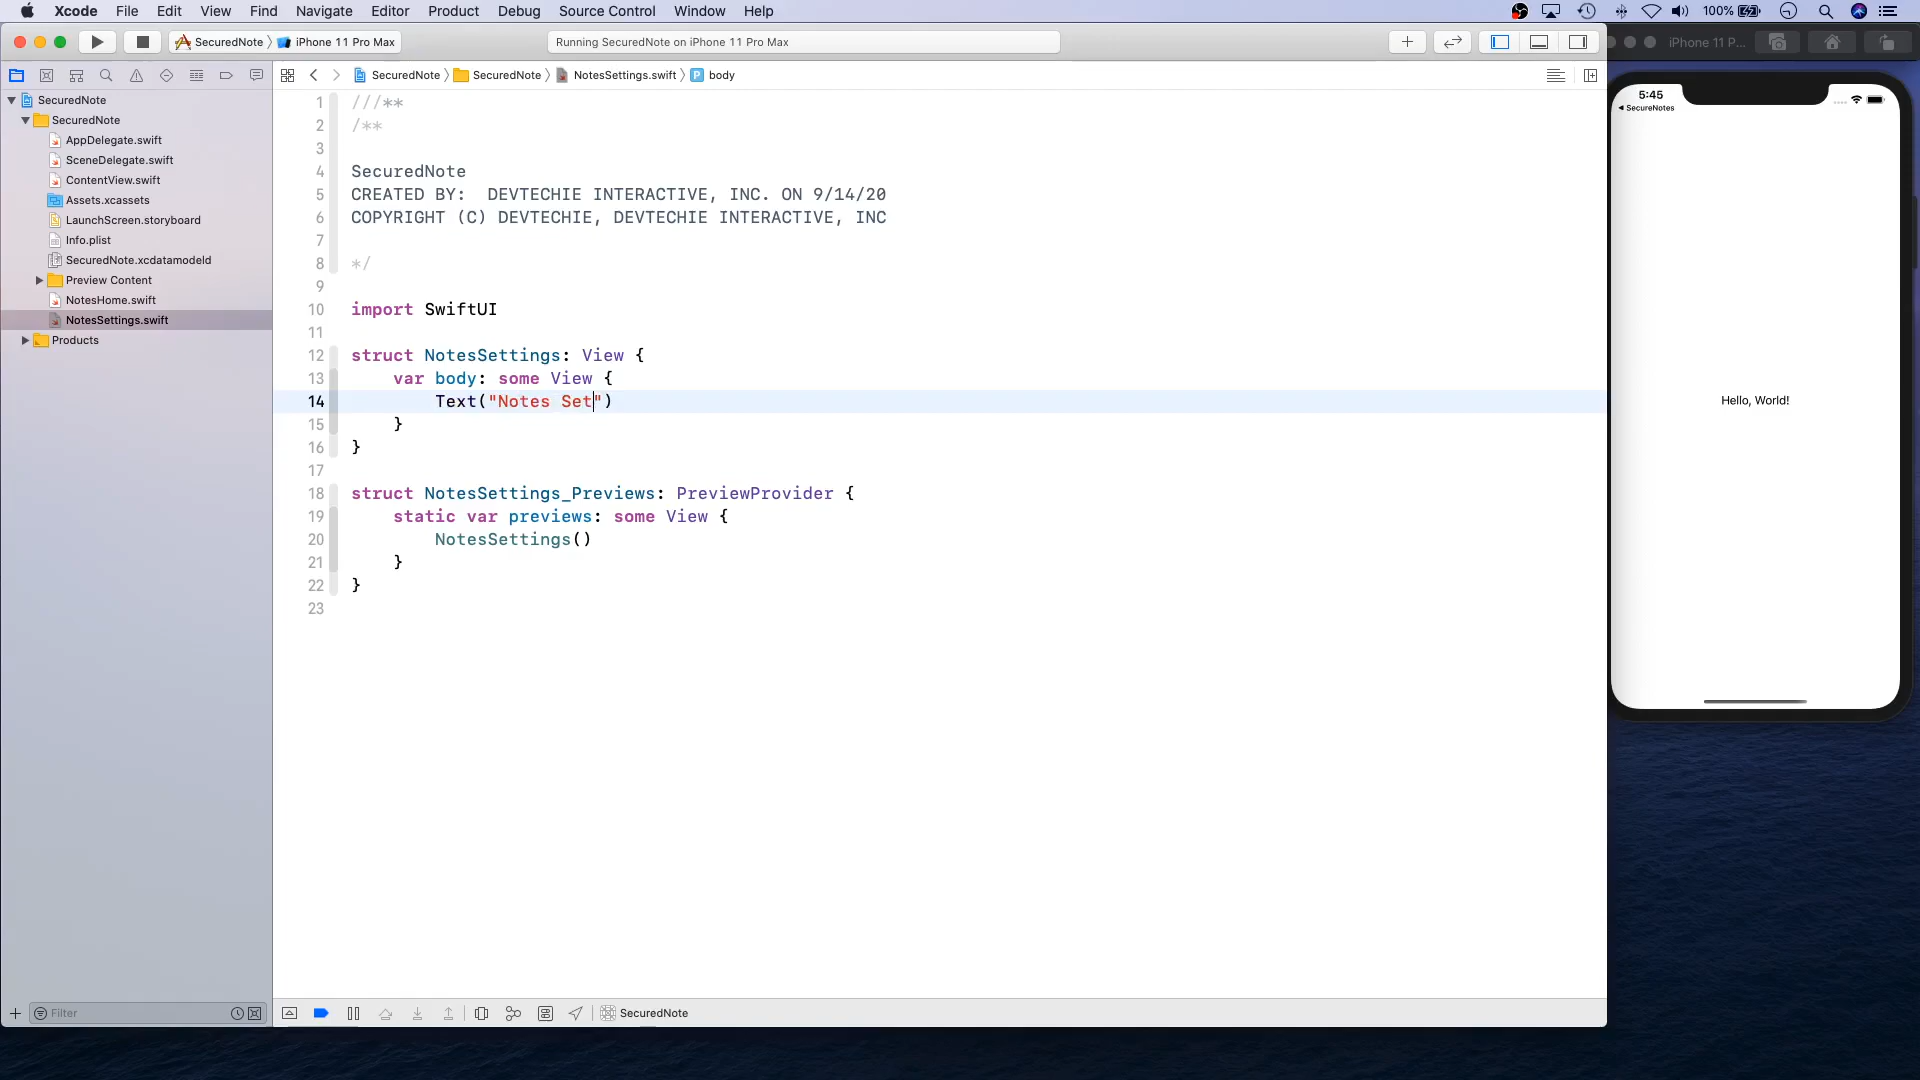 Xcode File Edit View Find Navigate Editor Product Debug Source Control Window Help 100%
SecuredNote iPhone 11 Pro Max Running SecuredNote on iPhone 11 Pro Max iPhone 11 P...
SecuredNote SecuredNote NotesSettings.swift P body
SecuredNote
SecuredNote
AppDelegate.swift
SceneDelegate.swift
ContentView.swift
Assets.xcassets
LaunchScreen.storyboard
Info.plist
SecuredNote.xcdatamodeld
Preview Content
NotesHome.swift
NotesSettings.swift
Products
Filter
1 ///**
2 /**
3
4 SecuredNote
5 CREATED BY:  DEVTECHIE INTERACTIVE, INC. ON 9/14/20
6 COPYRIGHT (C) DEVTECHIE, DEVTECHIE INTERACTIVE, INC
7
8 */
9
10 import SwiftUI
11
12 struct NotesSettings: View {
13     var body: some View {
14         Text("Notes Set")
15     }
16 }
17
18 struct NotesSettings_Previews: PreviewProvider {
19     static var previews: some View {
20         NotesSettings()
21     }
22 }
23
SecuredNote
5:45
SecureNotes
Hello, World!